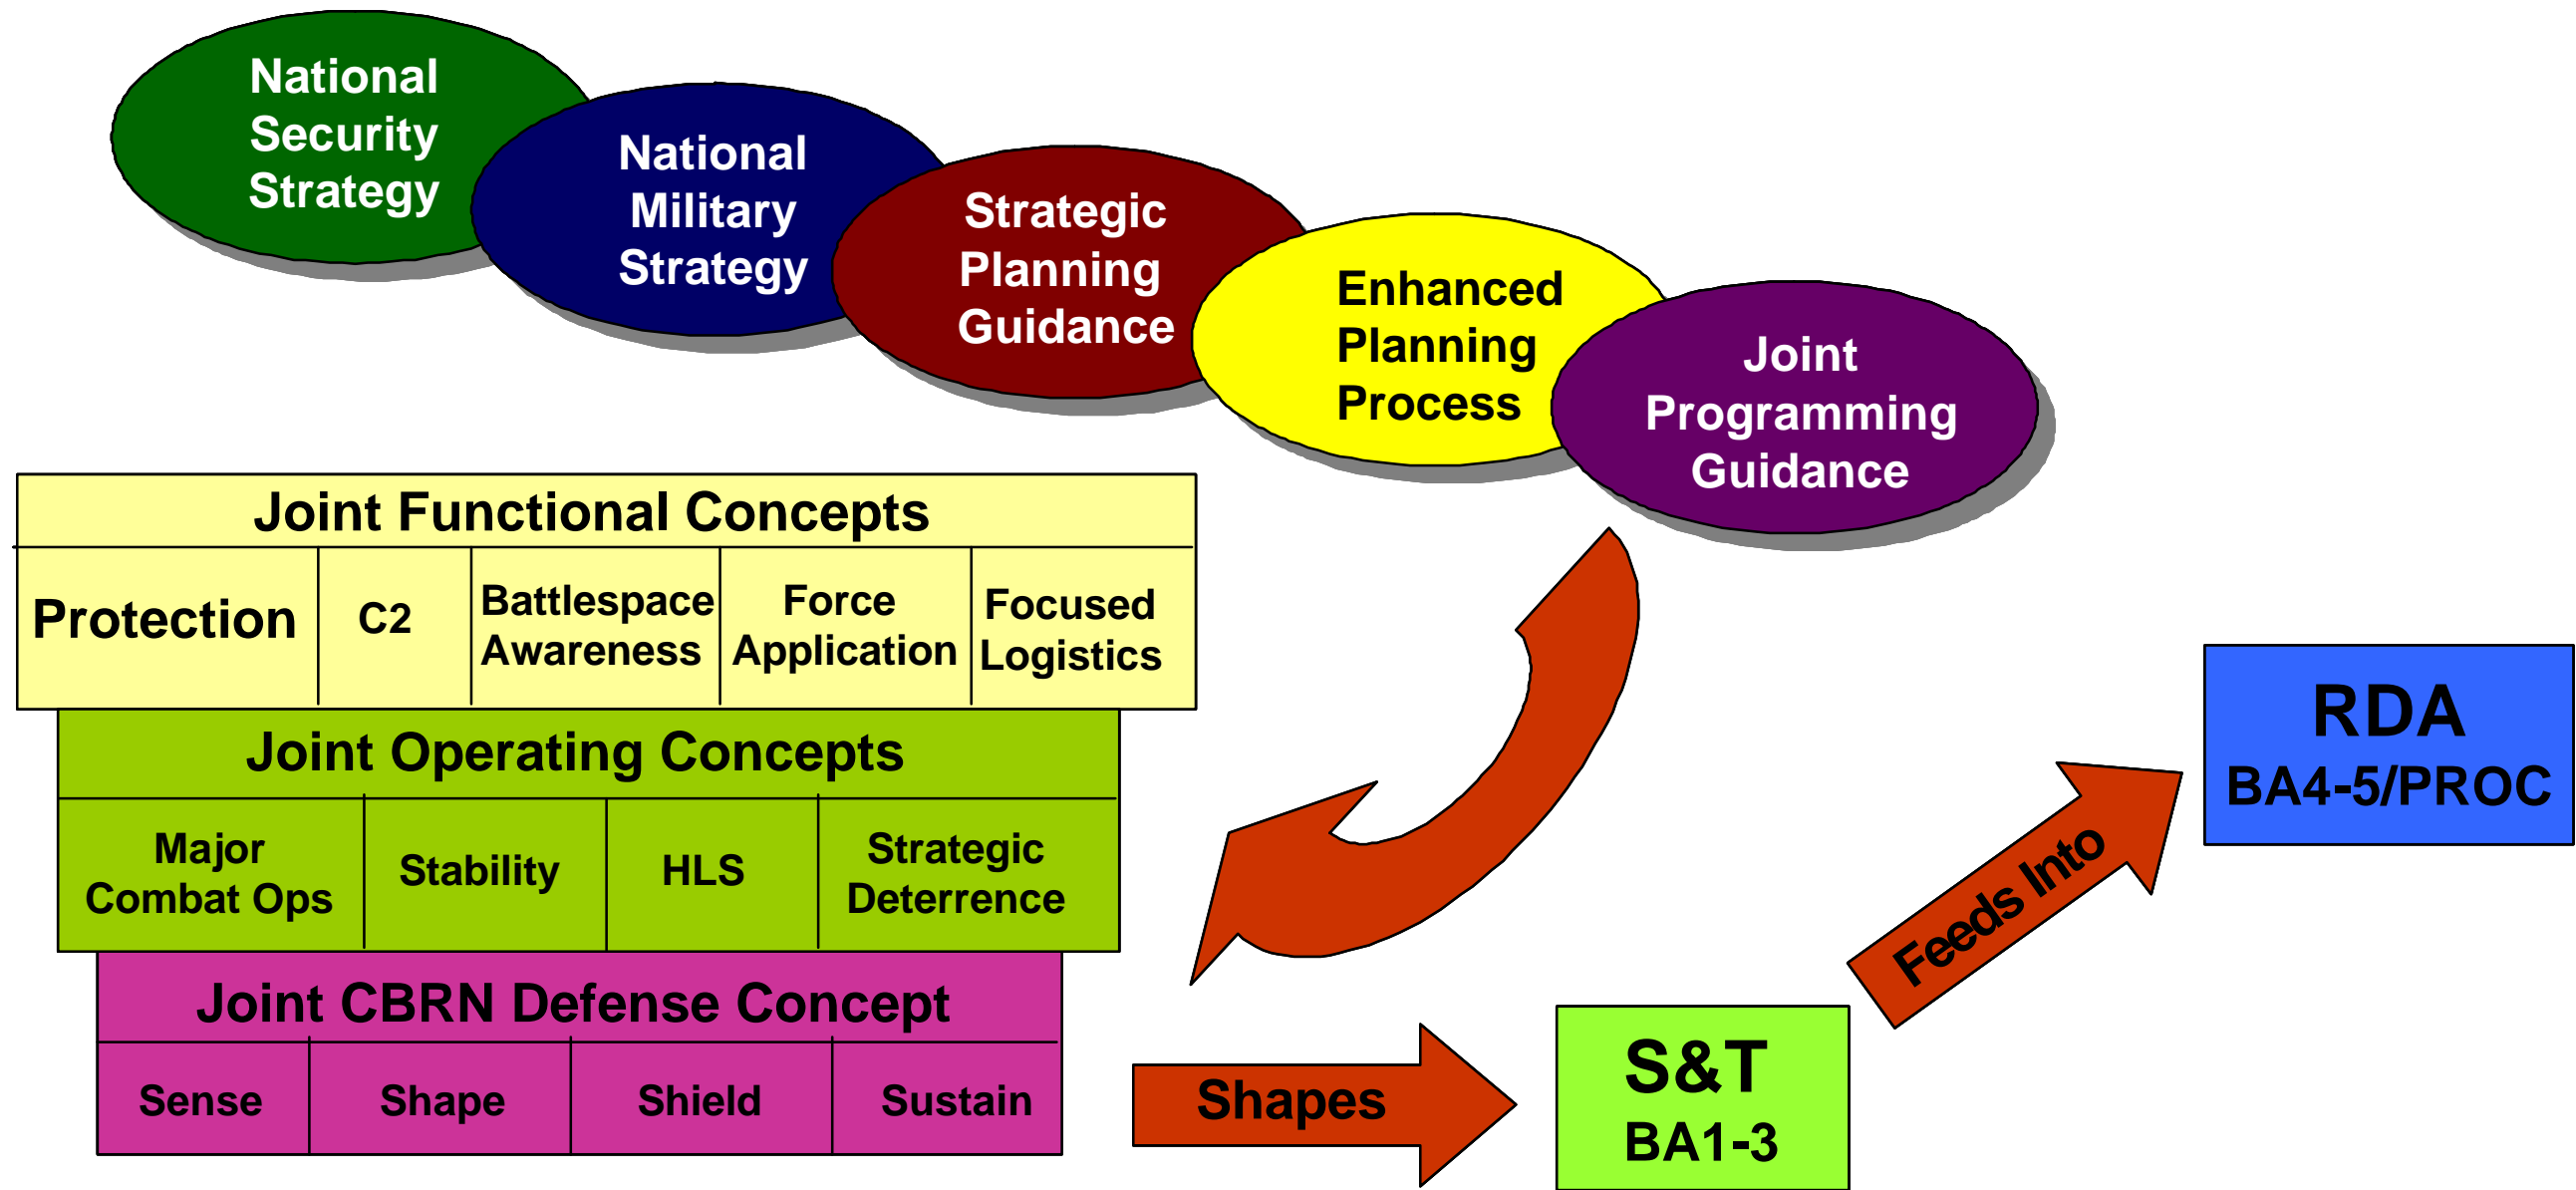 National
Security
Strategy
National
Military
Strategy
Strategic
Planning
Guidance
Enhanced
Planning
Process
Joint
Programming
Guidance
Joint Functional Concepts
Protection
C2
Battlespace
Awareness
Force
Application
Focused
Logistics
Joint Operating Concepts
Major
Combat Ops
Stability
HLS
Strategic
Deterrence
Joint CBRN Defense Concept
Sense
Shape
Shield
Sustain
Shapes
S&T
BA1-3
Feeds Into
RDA
BA4-5/PROC